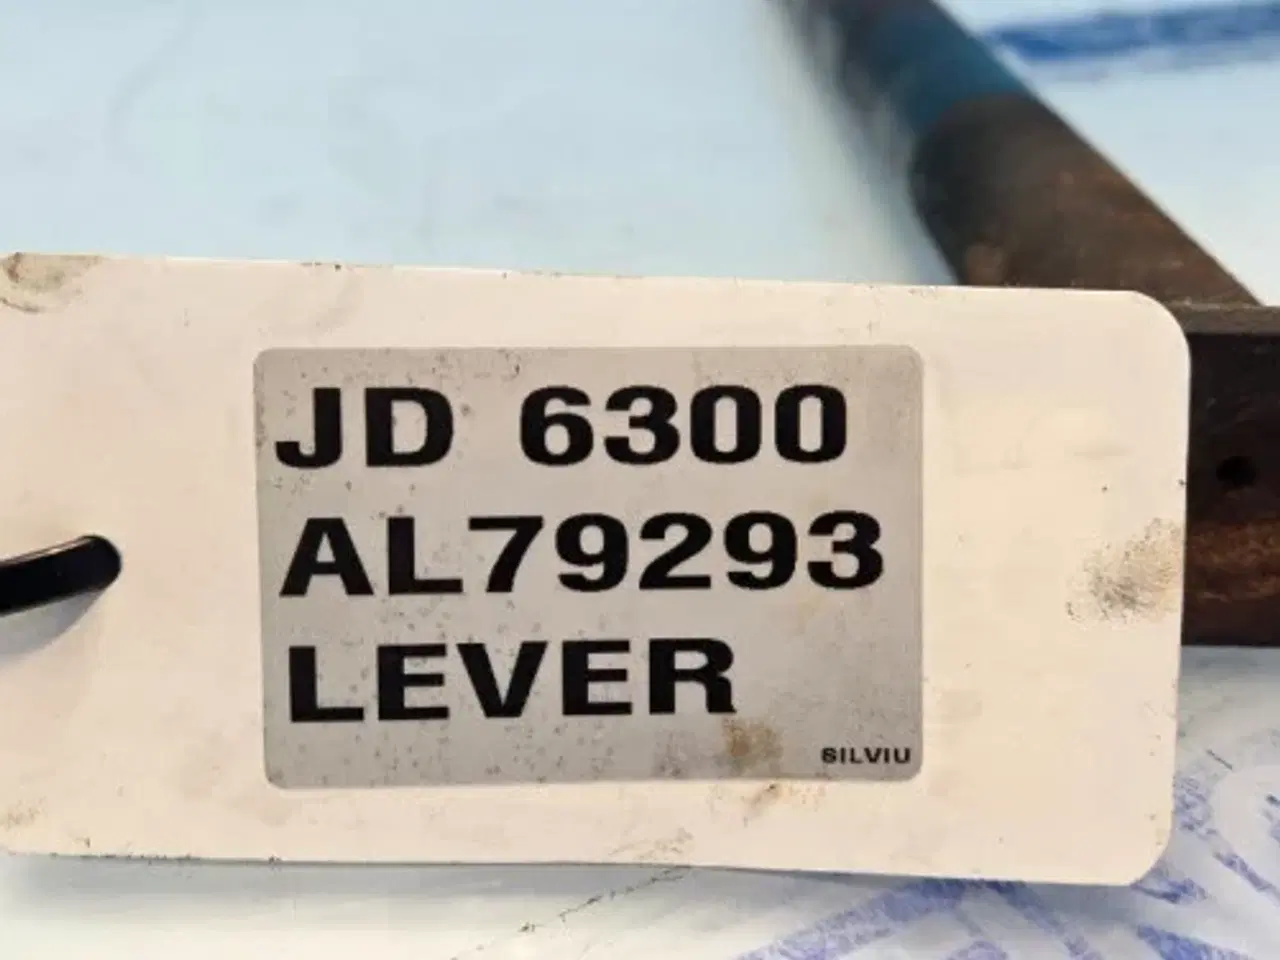 JD 6300
AL79293
LEVER
SILVIU